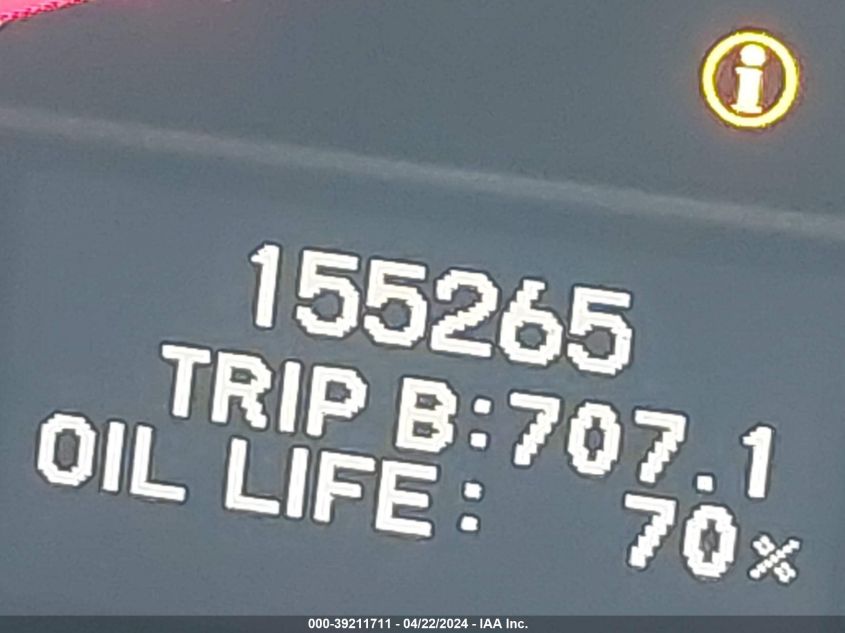 i
155265
TRIP B:707.1
OIL LIFE: 70%
000-39211711 - 04/22/2024 - IAA Inc.